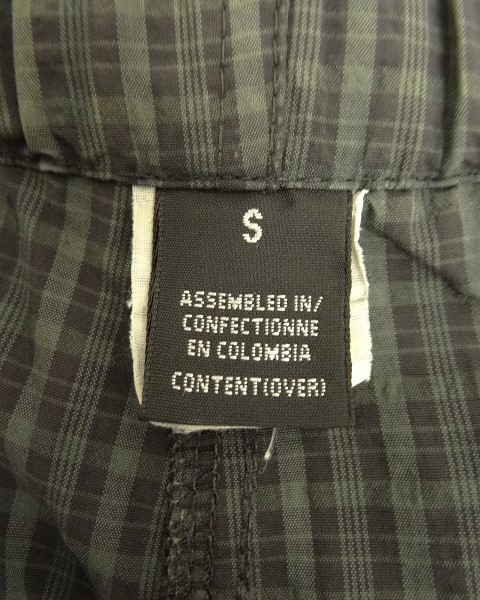 S
ASSEMBLED IN/
CONFECTIONNE
EN COLOMBIA
CONTENT(OVER)